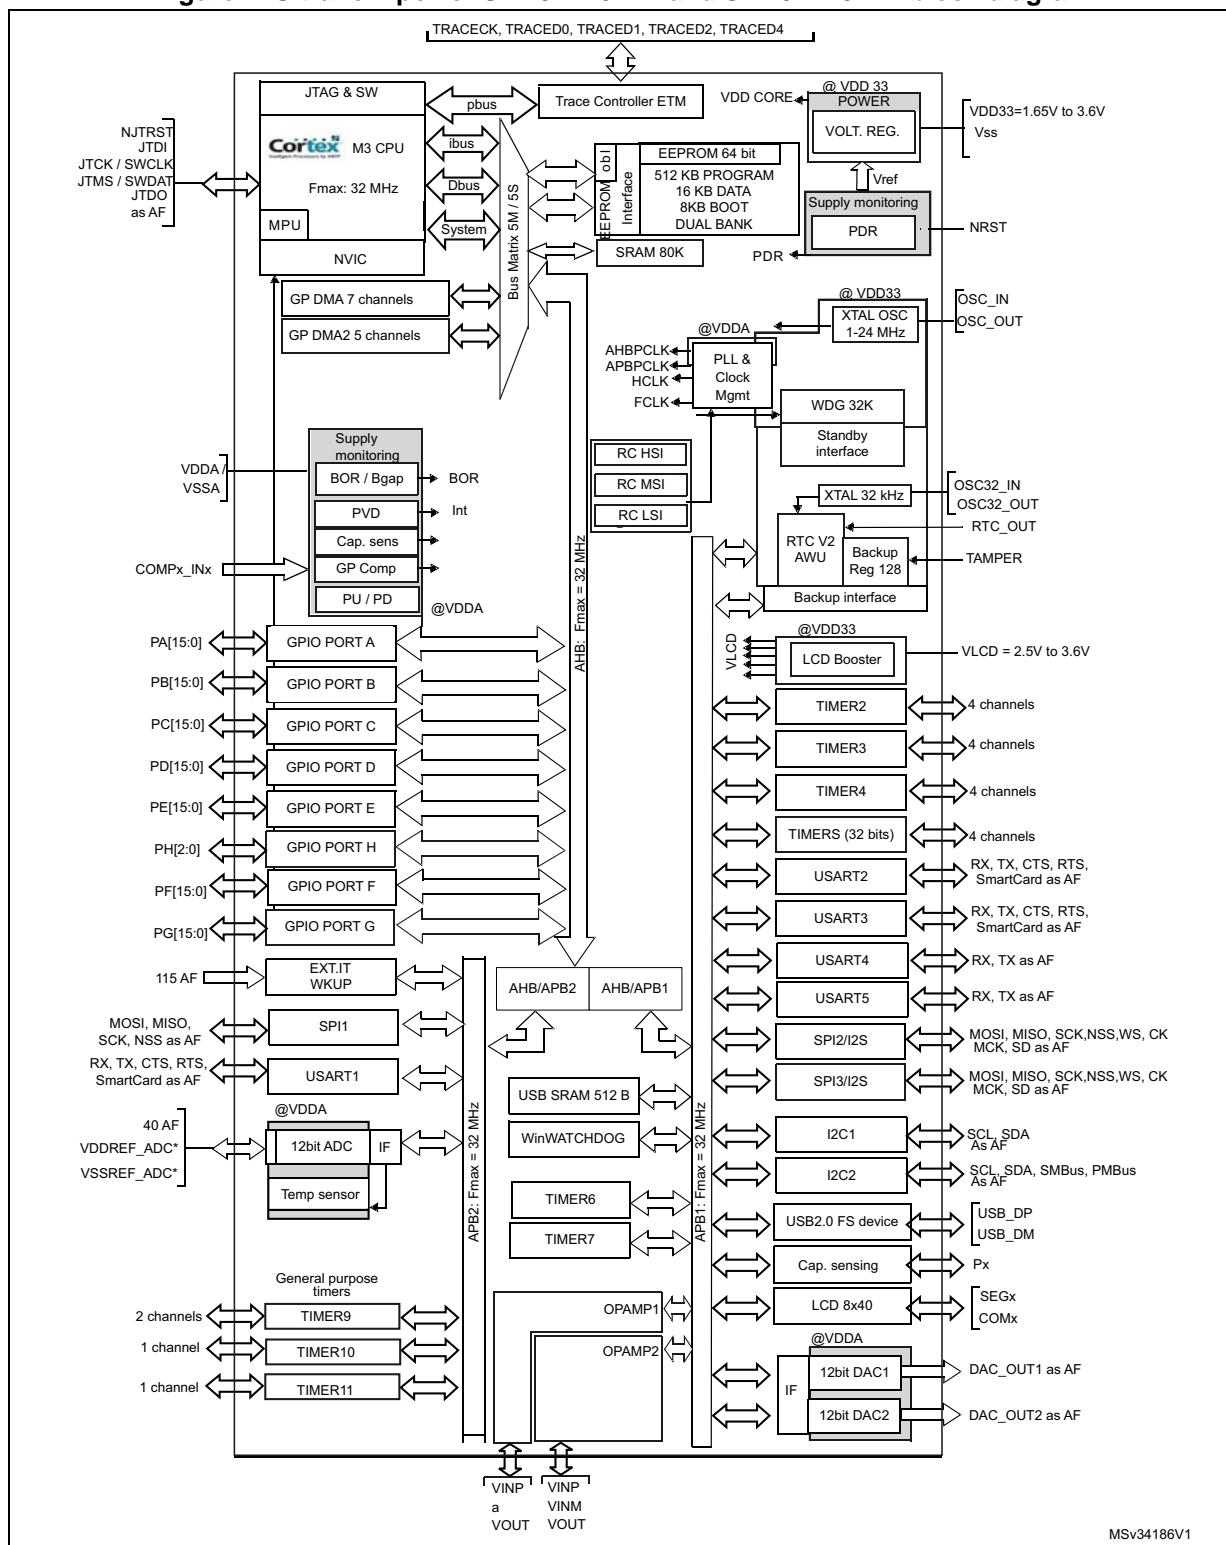 TRACECK, TRACED0, TRACED1, TRACED2, TRACED4
JTAG & SW
pbus
Trace Controller ETM
Cortex
M3 CPU
ibus
Fmax: 32 MHz
Dbus
MPU
System
NVIC
NJTRST
JTDI
JTCK / SWCLK
JTMS / SWDAT
JTDO
as AF
GP DMA 7 channels
GP DMA2 5 channels
Bus Matrix 5M / 5S
EEPROM
Interface
obl
EEPROM 64 bit
512 KB PROGRAM
16 KB DATA
8KB BOOT
DUAL BANK
SRAM 80K
@ VDD 33
VDD CORE
POWER
VOLT. REG.
VDD33=1.65V to 3.6V
Vss
Vref
Supply monitoring
PDR
NRST
PDR
@ VDD33
XTAL OSC
1-24 MHz
OSC_IN
OSC_OUT
@VDDA
AHBPCLK
APBPCLK
HCLK
FCLK
PLL &
Clock
Mgmt
WDG 32K
Standby
interface
RC HSI
RC MSI
RC LSI
XTAL 32 kHz
OSC32_IN
OSC32_OUT
RTC V2
AWU
RTC_OUT
Backup
Reg 128
TAMPER
Backup interface
Supply
monitoring
VDDA /
VSSA
BOR / Bgap
BOR
PVD
Int
Cap. sens
COMPx_INx
GP Comp
PU / PD
@VDDA
AHB: Fmax = 32 MHz
PA[15:0]
GPIO PORT A
PB[15:0]
GPIO PORT B
PC[15:0]
GPIO PORT C
PD[15:0]
GPIO PORT D
PE[15:0]
GPIO PORT E
PH[2:0]
GPIO PORT H
PF[15:0]
GPIO PORT F
PG[15:0]
GPIO PORT G
@VDD33
VLCD
LCD Booster
VLCD = 2.5V to 3.6V
TIMER2
4 channels
TIMER3
4 channels
TIMER4
4 channels
TIMERS (32 bits)
4 channels
USART2
RX, TX, CTS, RTS,
SmartCard as AF
USART3
RX, TX, CTS, RTS,
SmartCard as AF
USART4
RX, TX as AF
USART5
RX, TX as AF
SPI2/I2S
MOSI, MISO, SCK,NSS,WS, CK
MCK, SD as AF
SPI3/I2S
MOSI, MISO, SCK,NSS,WS, CK
MCK, SD as AF
I2C1
SCL, SDA
As AF
I2C2
SCL, SDA, SMBus, PMBus
As AF
USB2.0 FS device
USB_DP
USB_DM
Cap. sensing
Px
LCD 8x40
SEGx
COMx
@VDDA
IF
12bit DAC1
DAC_OUT1 as AF
12bit DAC2
DAC_OUT2 as AF
115 AF
EXT.IT
WKUP
MOSI, MISO,
SCK, NSS as AF
SPI1
RX, TX, CTS, RTS,
SmartCard as AF
USART1
@VDDA
40 AF
VDDREF_ADC*
VSSREF_ADC*
12bit ADC
IF
Temp sensor
General purpose
timers
2 channels
TIMER9
1 channel
TIMER10
1 channel
TIMER11
APB2: Fmax = 32 MHz
AHB/APB2
AHB/APB1
USB SRAM 512 B
WinWATCHDOG
TIMER6
TIMER7
APB1: Fmax = 32 MHz
OPAMP1
OPAMP2
VINP
a
VOUT
VINP
VINM
VOUT
MSv34186V1